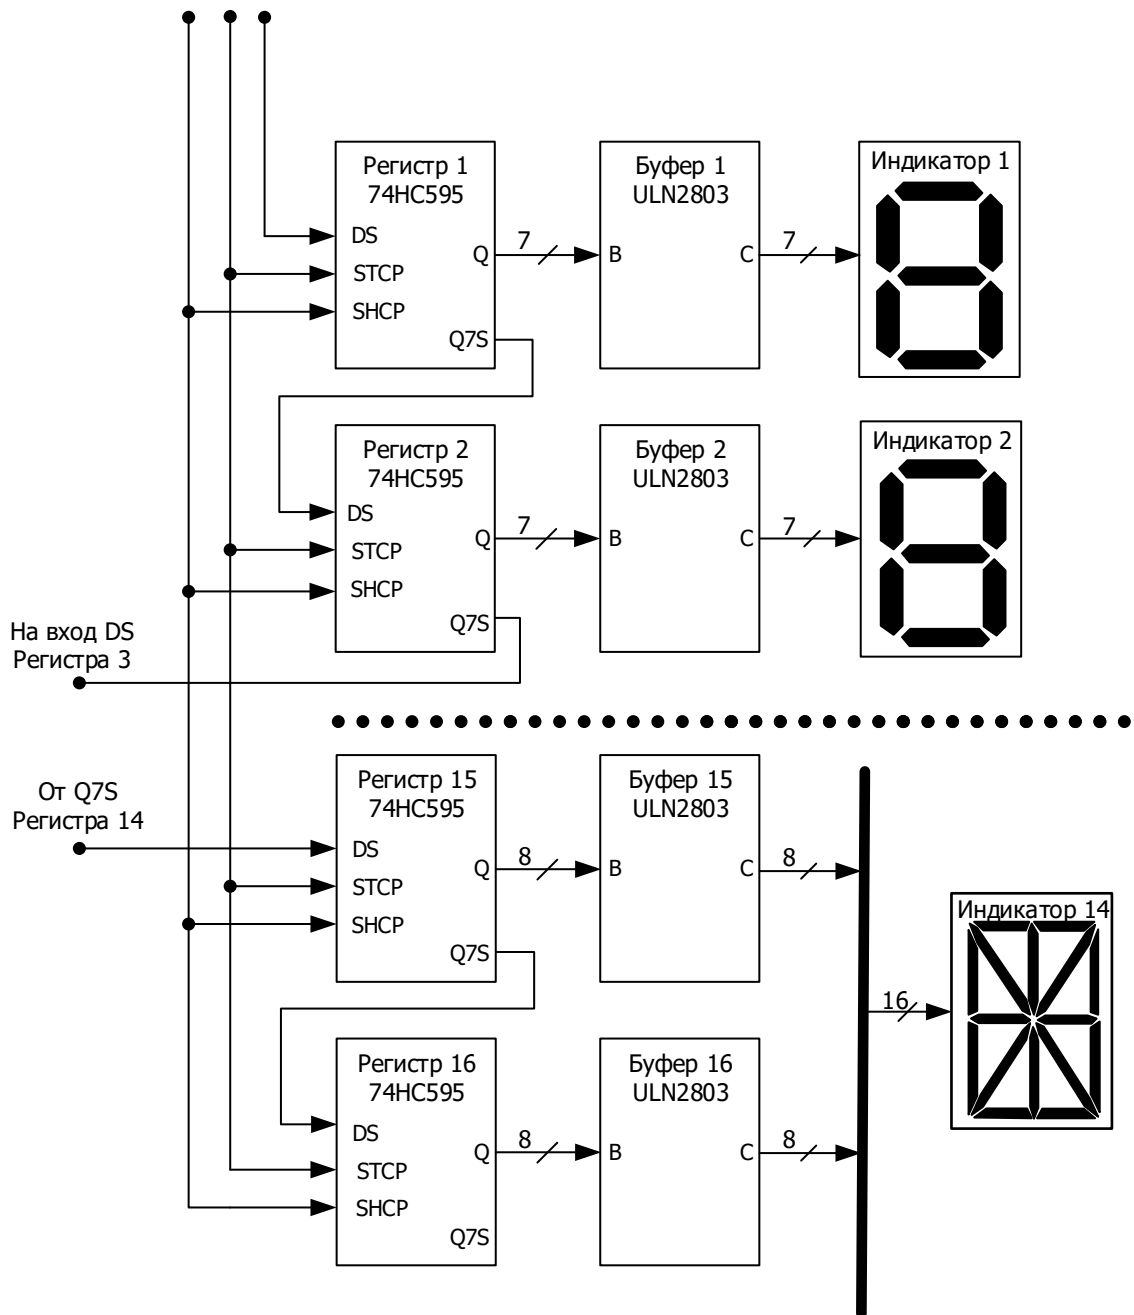 Регистр 1
74HC595
DS
STCP
SHCP
Q
Q7S
7
Буфер 1
ULN2803
B
C
7
Индикатор 1
Регистр 2
74HC595
DS
STCP
SHCP
Q
Q7S
7
Буфер 2
ULN2803
B
C
7
Индикатор 2
На вход DS
Регистра 3
От Q7S
Регистра 14
Регистр 15
74HC595
DS
STCP
SHCP
Q
Q7S
8
Буфер 15
ULN2803
B
C
8
Индикатор 14
16
Регистр 16
74HC595
DS
STCP
SHCP
Q
Q7S
8
Буфер 16
ULN2803
B
C
8